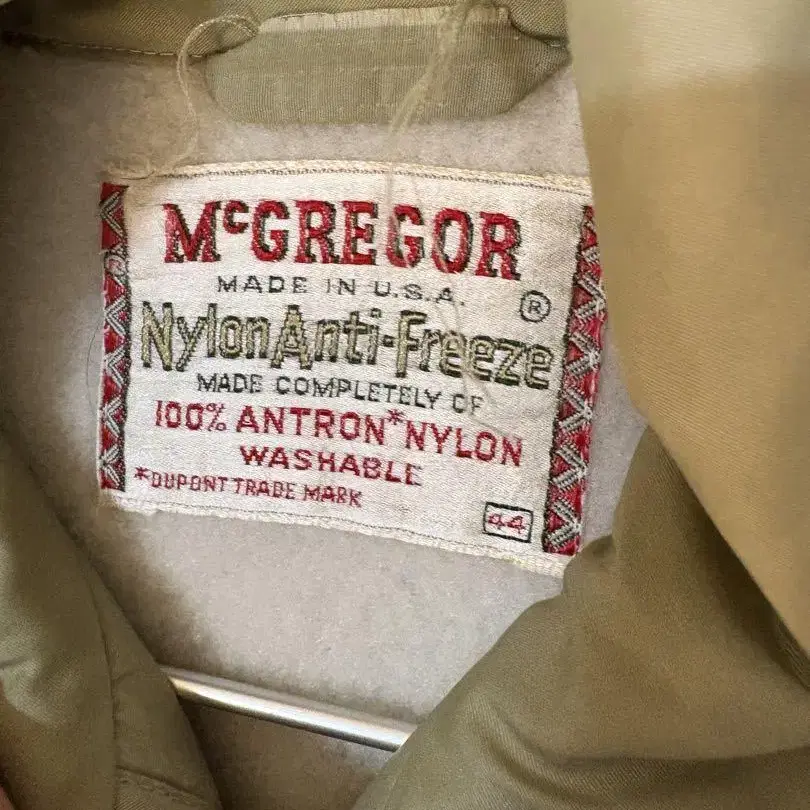 McGREGOR
MADE IN U.S.A.
®
Nylon Anti-Freeze
MADE COMPLETELY OF
100% ANTRON* NYLON
WASHABLE
*DUPONT TRADE MARK
44